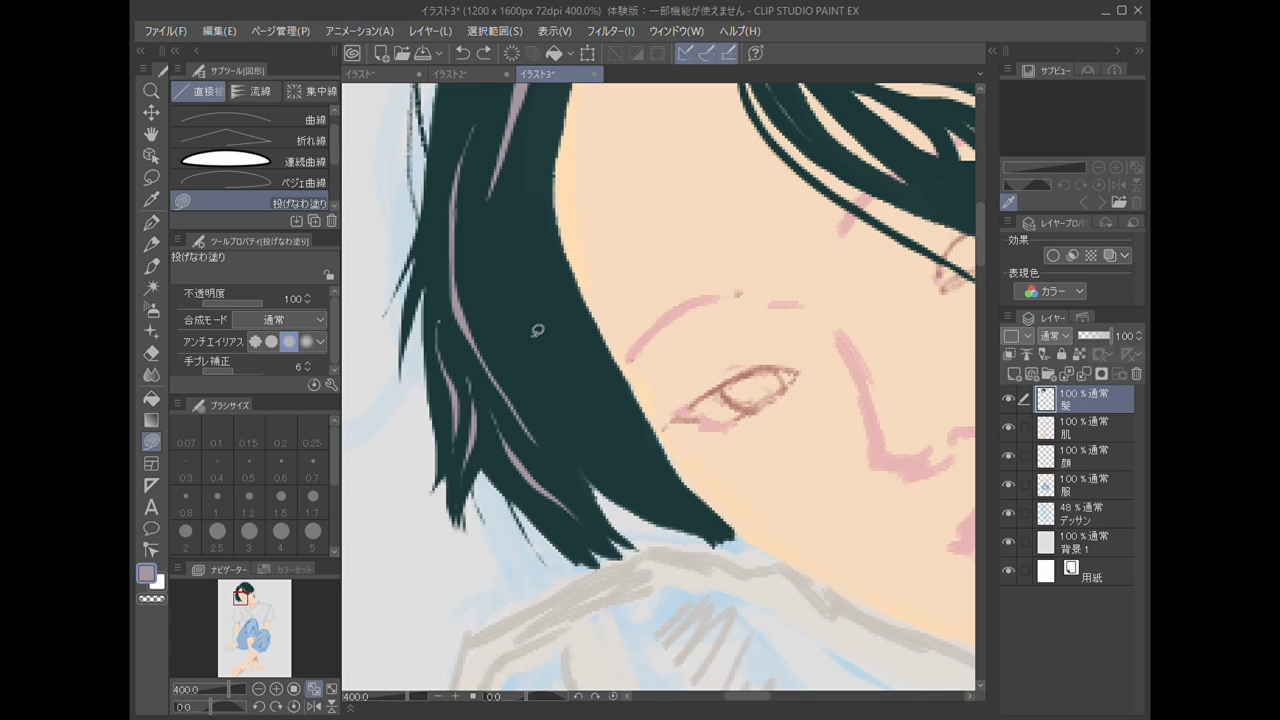 イラスト3* (1200 x 1600px 72dpi 400.0%)  体験版：一部機能が使えません - CLIP STUDIO PAINT EX
ファイル(F) 編集(E) ページ管理(P) アニメーション(A) レイヤー(L) 選択範囲(S) 表示(V) フィルター(I) ウィンドウ(W) ヘルプ(H)
サブツール[図形]
イラスト* イラスト2* イラスト3*
サブビュー
直接描 流線 集中線
曲線
折れ線
連続曲線
ベジェ曲線
投げなわ塗り
ツールプロパティ[投げなわ塗り]
投げなわ塗り
不透明度 100
合成モード 通常
アンチエイリアス
手ブレ補正 6
ブラシサイズ
0.07 0.1 0.15 0.2 0.25
0.3 0.4 0.5 0.6 0.7
0.8 1 1.2 1.5 1.7
2 2.5 3 4 5
ナビゲーター カラーセット
400.0
0.0
400.0 0.0
レイヤープロパ
効果
表現色
カラー
レイヤー
通常 100
100 % 通常
髪
100 % 通常
肌
100 % 通常
顔
100 % 通常
服
48 % 通常
デッサン
100 % 通常
背景 1
用紙
A